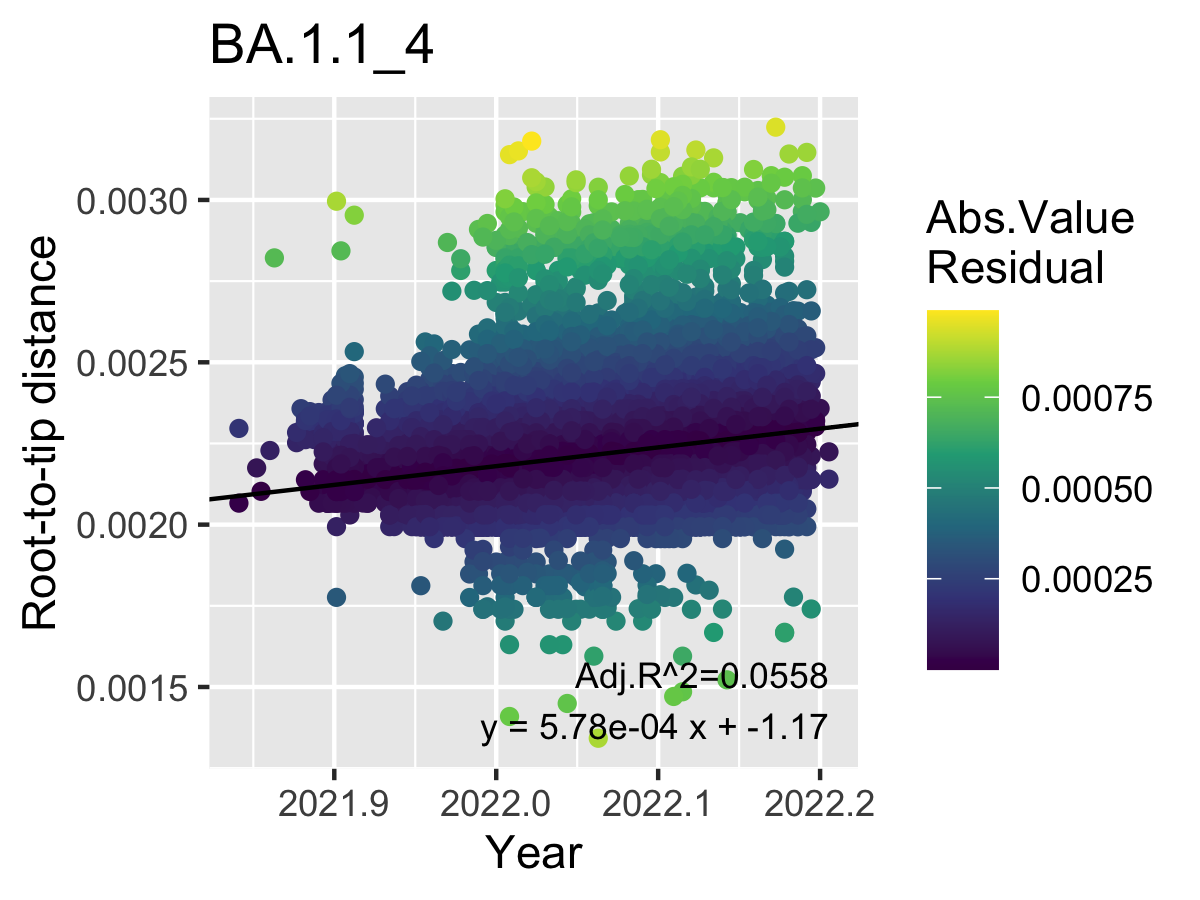 BA.1.1_4
0.0030
0.0025
0.0020
0.0015
Root-to-tip distance
Adj.R^2=0.0558
y = 5.78e-04 x + -1.17
2021.9 2022.0 2022.1 2022.2
Year
Abs.Value
Residual
0.00075
0.00050
0.00025